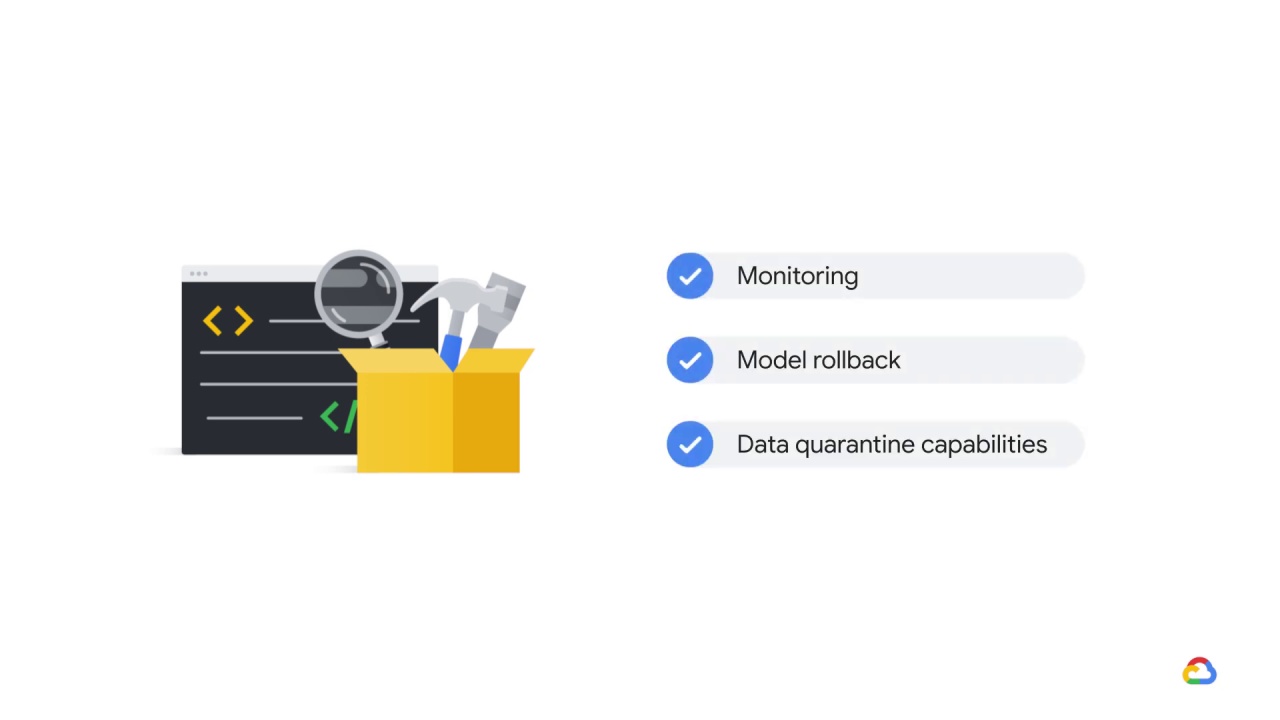 Monitoring
Model rollback
Data quarantine capabilities